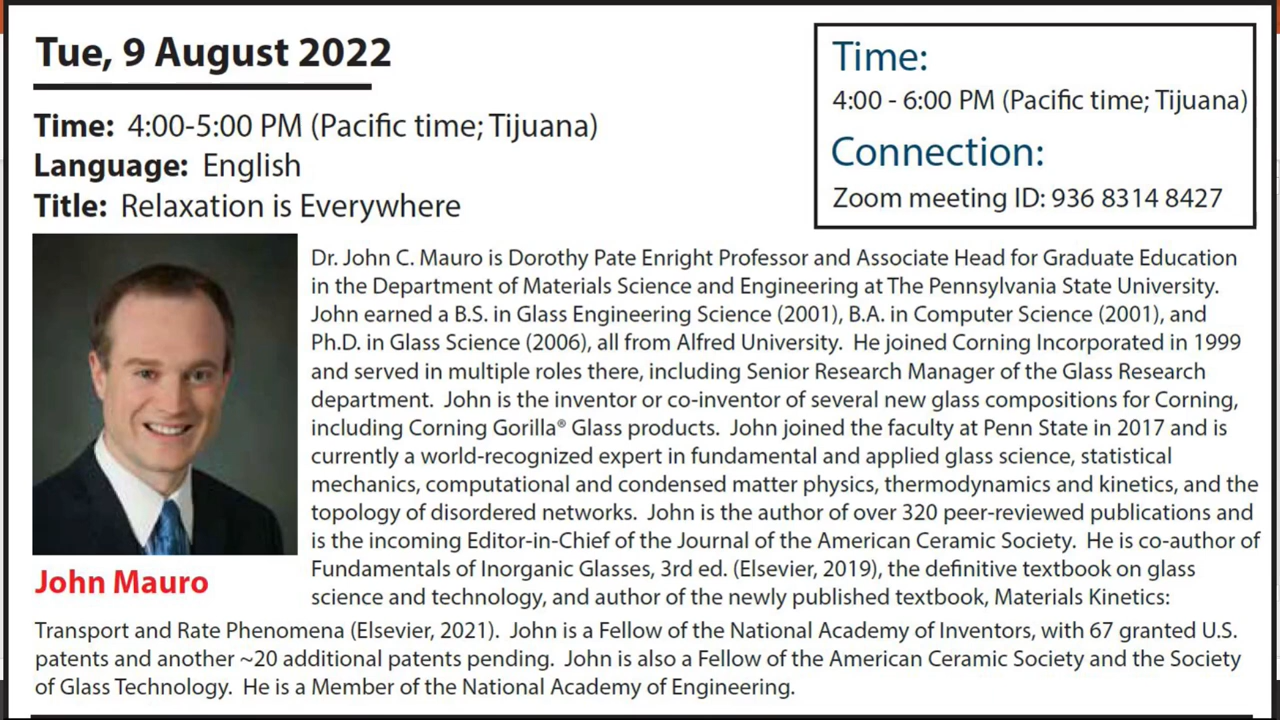 Tue, 9 August 2022
Time: 4:00-5:00 PM (Pacific time; Tijuana)
Language: English
Title: Relaxation is Everywhere
Time:
4:00 - 6:00 PM (Pacific time; Tijuana)
Connection:
Zoom meeting ID: 936 8314 8427
Dr. John C. Mauro is Dorothy Pate Enright Professor and Associate Head for Graduate Education
in the Department of Materials Science and Engineering at The Pennsylvania State University.
John earned a B.S. in Glass Engineering Science (2001), B.A. in Computer Science (2001), and
Ph.D. in Glass Science (2006), all from Alfred University. He joined Corning Incorporated in 1999
and served in multiple roles there, including Senior Research Manager of the Glass Research
department. John is the inventor or co-inventor of several new glass compositions for Corning,
including Corning Gorilla® Glass products. John joined the faculty at Penn State in 2017 and is
currently a world-recognized expert in fundamental and applied glass science, statistical
mechanics, computational and condensed matter physics, thermodynamics and kinetics, and the
topology of disordered networks. John is the author of over 320 peer-reviewed publications and
is the incoming Editor-in-Chief of the Journal of the American Ceramic Society. He is co-author of
Fundamentals of Inorganic Glasses, 3rd ed. (Elsevier, 2019), the definitive textbook on glass
science and technology, and author of the newly published textbook, Materials Kinetics:
John Mauro
Transport and Rate Phenomena (Elsevier, 2021). John is a Fellow of the National Academy of Inventors, with 67 granted U.S.
patents and another ~20 additional patents pending. John is also a Fellow of the American Ceramic Society and the Society
of Glass Technology. He is a Member of the National Academy of Engineering.